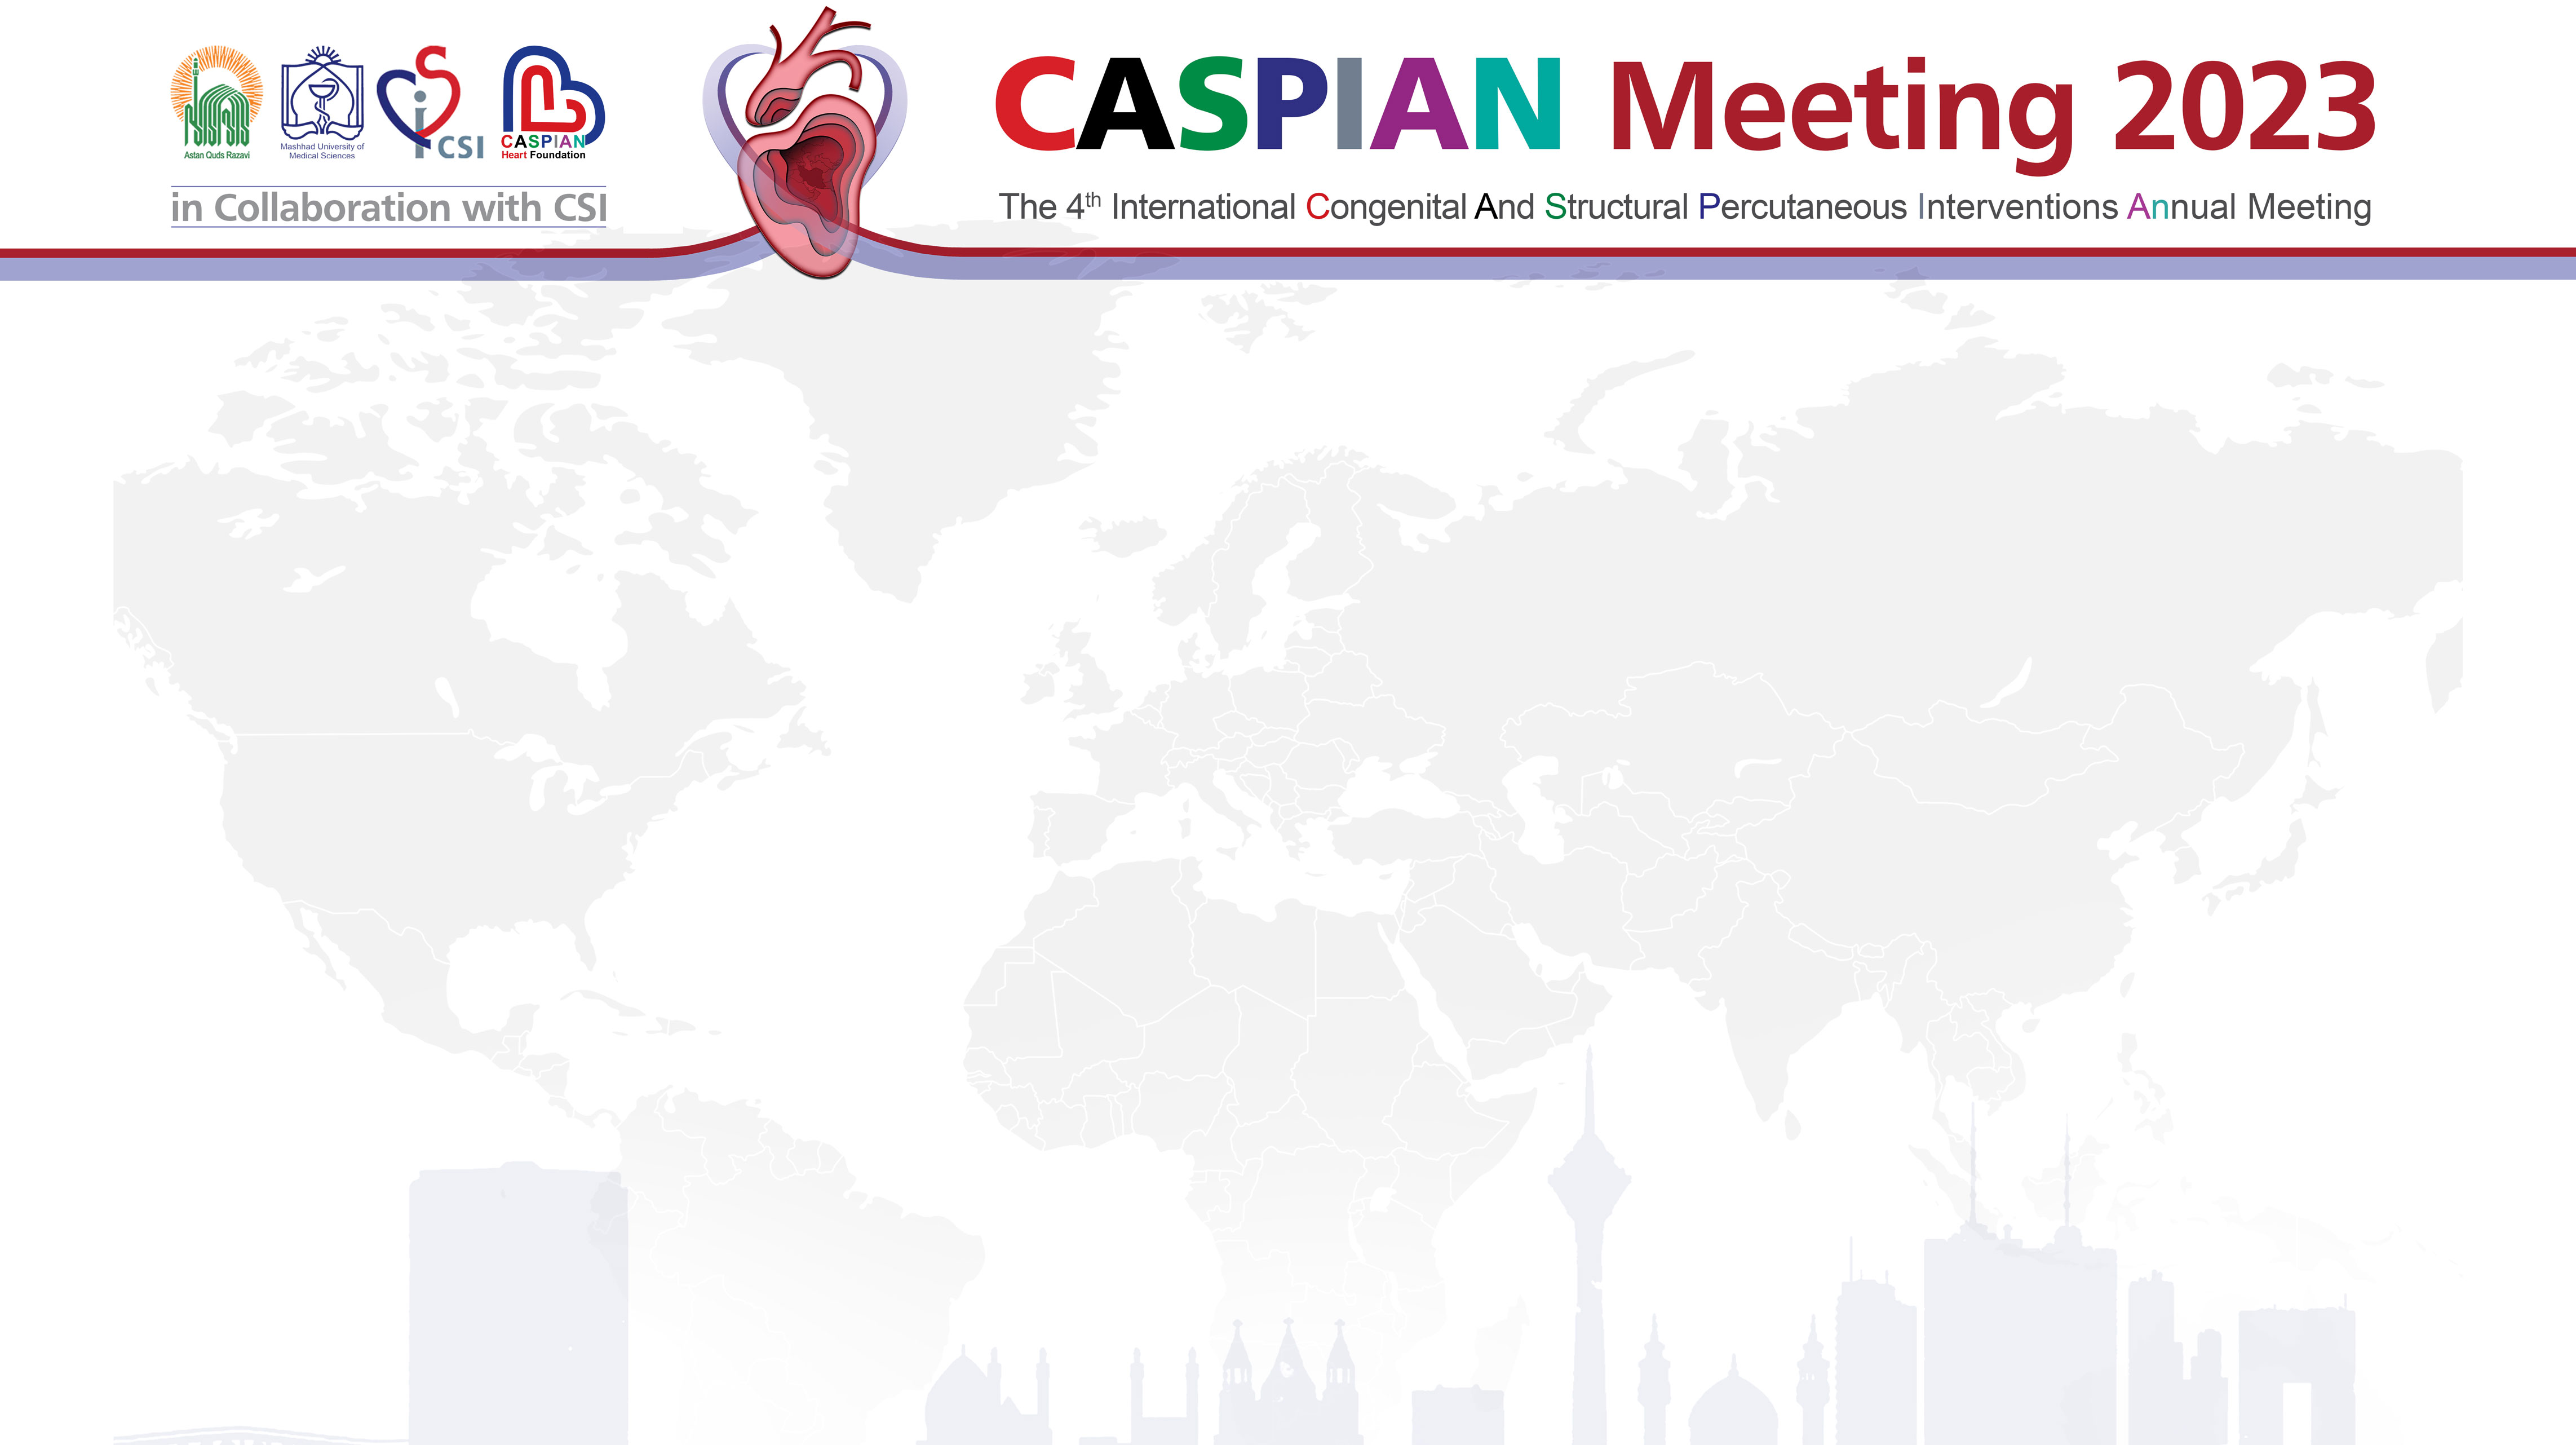 Astan Quds Razavi
Mashhad University of
Medical Sciences
iCSI
CASPIAN
Heart Foundation
in Collaboration with CSI
CASPIAN Meeting 2023
The 4th International Congenital And Structural Percutaneous Interventions Annual Meeting